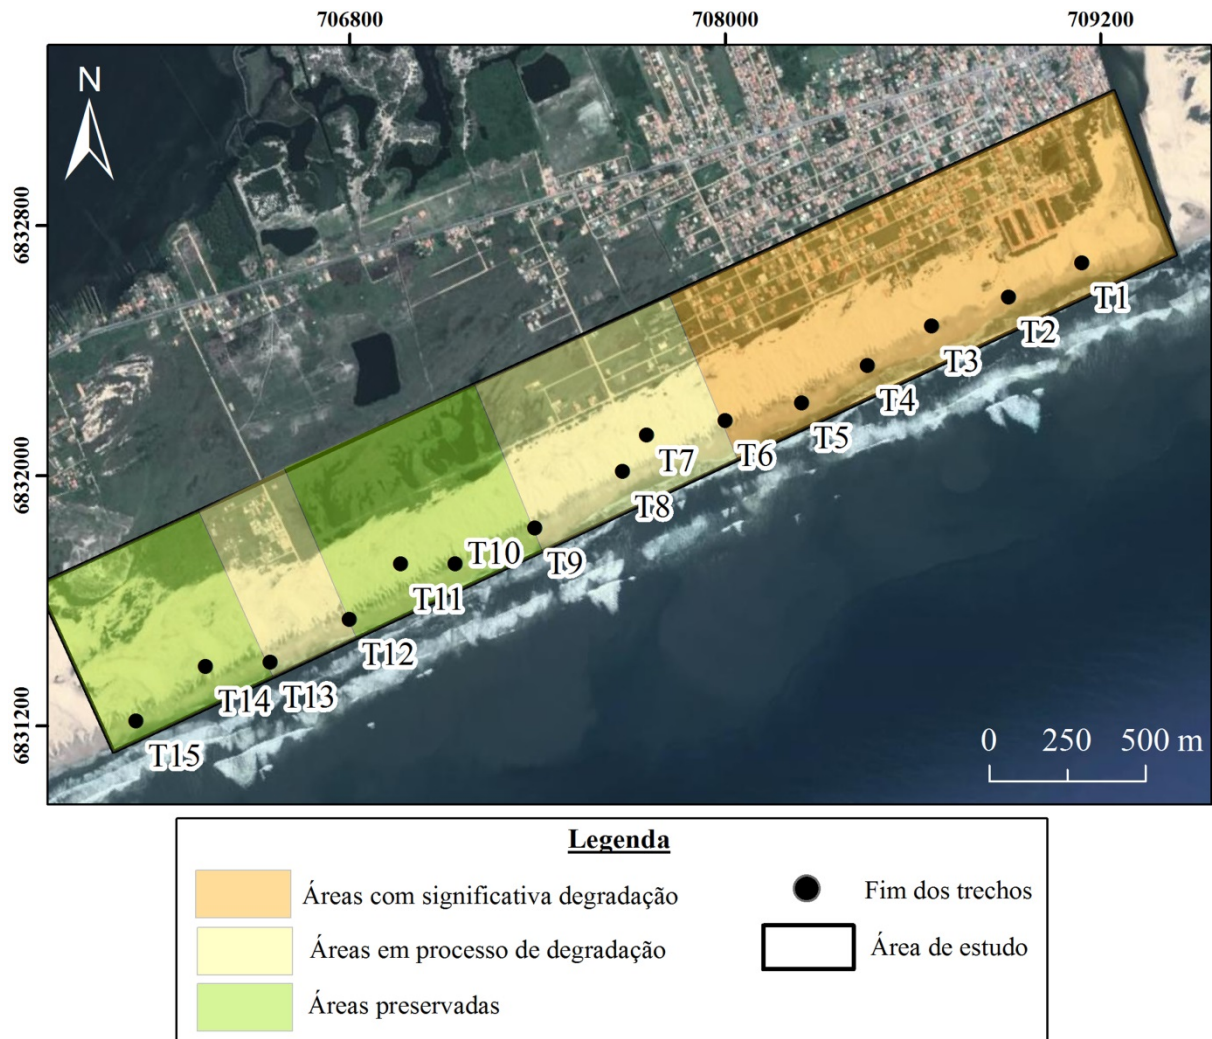 706800 708000 709200
N
6832800
6832000
6831200
T1
T2
T3
T4
T5
T6
T7
T8
T9
T10
T11
T12
T13
T14
T15
0 250 500 m
Legenda
Áreas com significativa degradação
Áreas em processo de degradação
Áreas preservadas
Fim dos trechos
Área de estudo